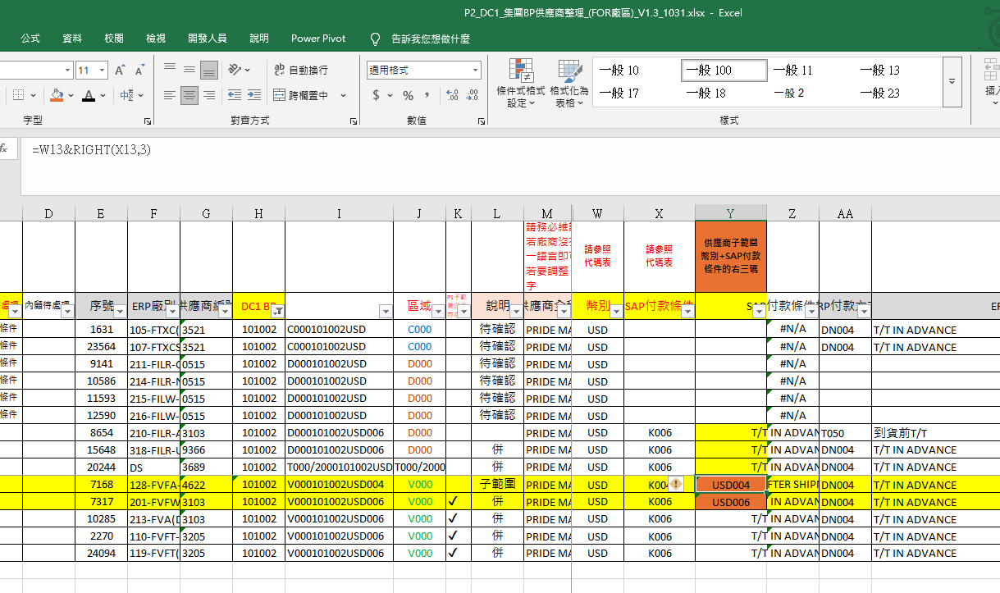 P2_DC1_集團BP供應商整理_(FOR廠區)_V1.3_1031.xlsx - Excel
公式 資料 校閱 檢視 開發人員 說明 Power Pivot 告訴我您想做什麼
11 自動換行 通用格式 一般 10 一般 100 一般 11 一般 13
跨欄置中 條件式格式 設定 格式化為 表格 一般 17 一般 18 一般 2 一般 23
字型 對齊方式 數值 樣式
=W13&RIGHT(X13,3)
D E F G H I J K L M W X Y Z AA
請務必維
若廠商沒
一語言即
若要調整
字
請參照
代碼表
請參照
代碼表
供應商子範圍
幣別+SAP付款
條件的右三碼
內顧待處理 序號 ERP廠別 供應商編 DC1 BP 區域 說明 供應商全 幣別 SAP付款條件 SAP付款條件 RP付款方 ER
條件 1631 105-FTXC( 3521 101002 C000101002USD C000 待確認 PRIDE MA USD #N/A DN004 T/T IN ADVANCE
條件 23564 107-FTXCS 3521 101002 C000101002USD C000 待確認 PRIDE MA USD #N/A DN004 T/T IN ADVANCE
條件 9141 211-FILR- 0515 101002 D000101002USD D000 待確認 PRIDE MA USD #N/A
條件 10586 214-FILR- 0515 101002 D000101002USD D000 待確認 PRIDE MA USD #N/A
條件 11593 215-FILW- 0515 101002 D000101002USD D000 待確認 PRIDE MA USD #N/A
條件 12590 216-FILW- 0515 101002 D000101002USD D000 待確認 PRIDE MA USD #N/A
8654 210-FILR-A 3103 101002 D000101002USD006 D000 PRIDE MA USD K006 T/T IN ADVAN T050 到貨前T/T
15648 318-FILR-U 9366 101002 D000101002USD006 D000 併 PRIDE MA USD K006 T/T IN ADVAN DN004 T/T IN ADVANCE
20244 DS 3689 101002 T000/2000101002USD T000/2000 併 PRIDE MA USD K006 T/T IN ADVAN DN004 T/T IN ADVANCE
7168 128-FVFA- 4622 101002 V000101002USD004 V000 子範圍 PRIDE MA USD K004 USD004 FTER SHIPM DN004 T/T IN ADVANCE
7317 201-FVFW 3103 101002 V000101002USD006 V000 ✓ 併 PRIDE MA USD K006 USD006 IN ADVAN DN004 T/T IN ADVANCE
10285 213-FVA(D 3103 101002 V000101002USD006 V000 ✓ 併 PRIDE MA USD K006 T/T IN ADVAN DN004 T/T IN ADVANCE
2270 110-FVFT- 3205 101002 V000101002USD006 V000 ✓ 併 PRIDE MA USD K006 T/T IN ADVAN DN004 T/T IN ADVANCE
24094 119-FVFT( 3205 101002 V000101002USD006 V000 ✓ 併 PRIDE MA USD K006 T/T IN ADVAN DN004 T/T IN ADVANCE